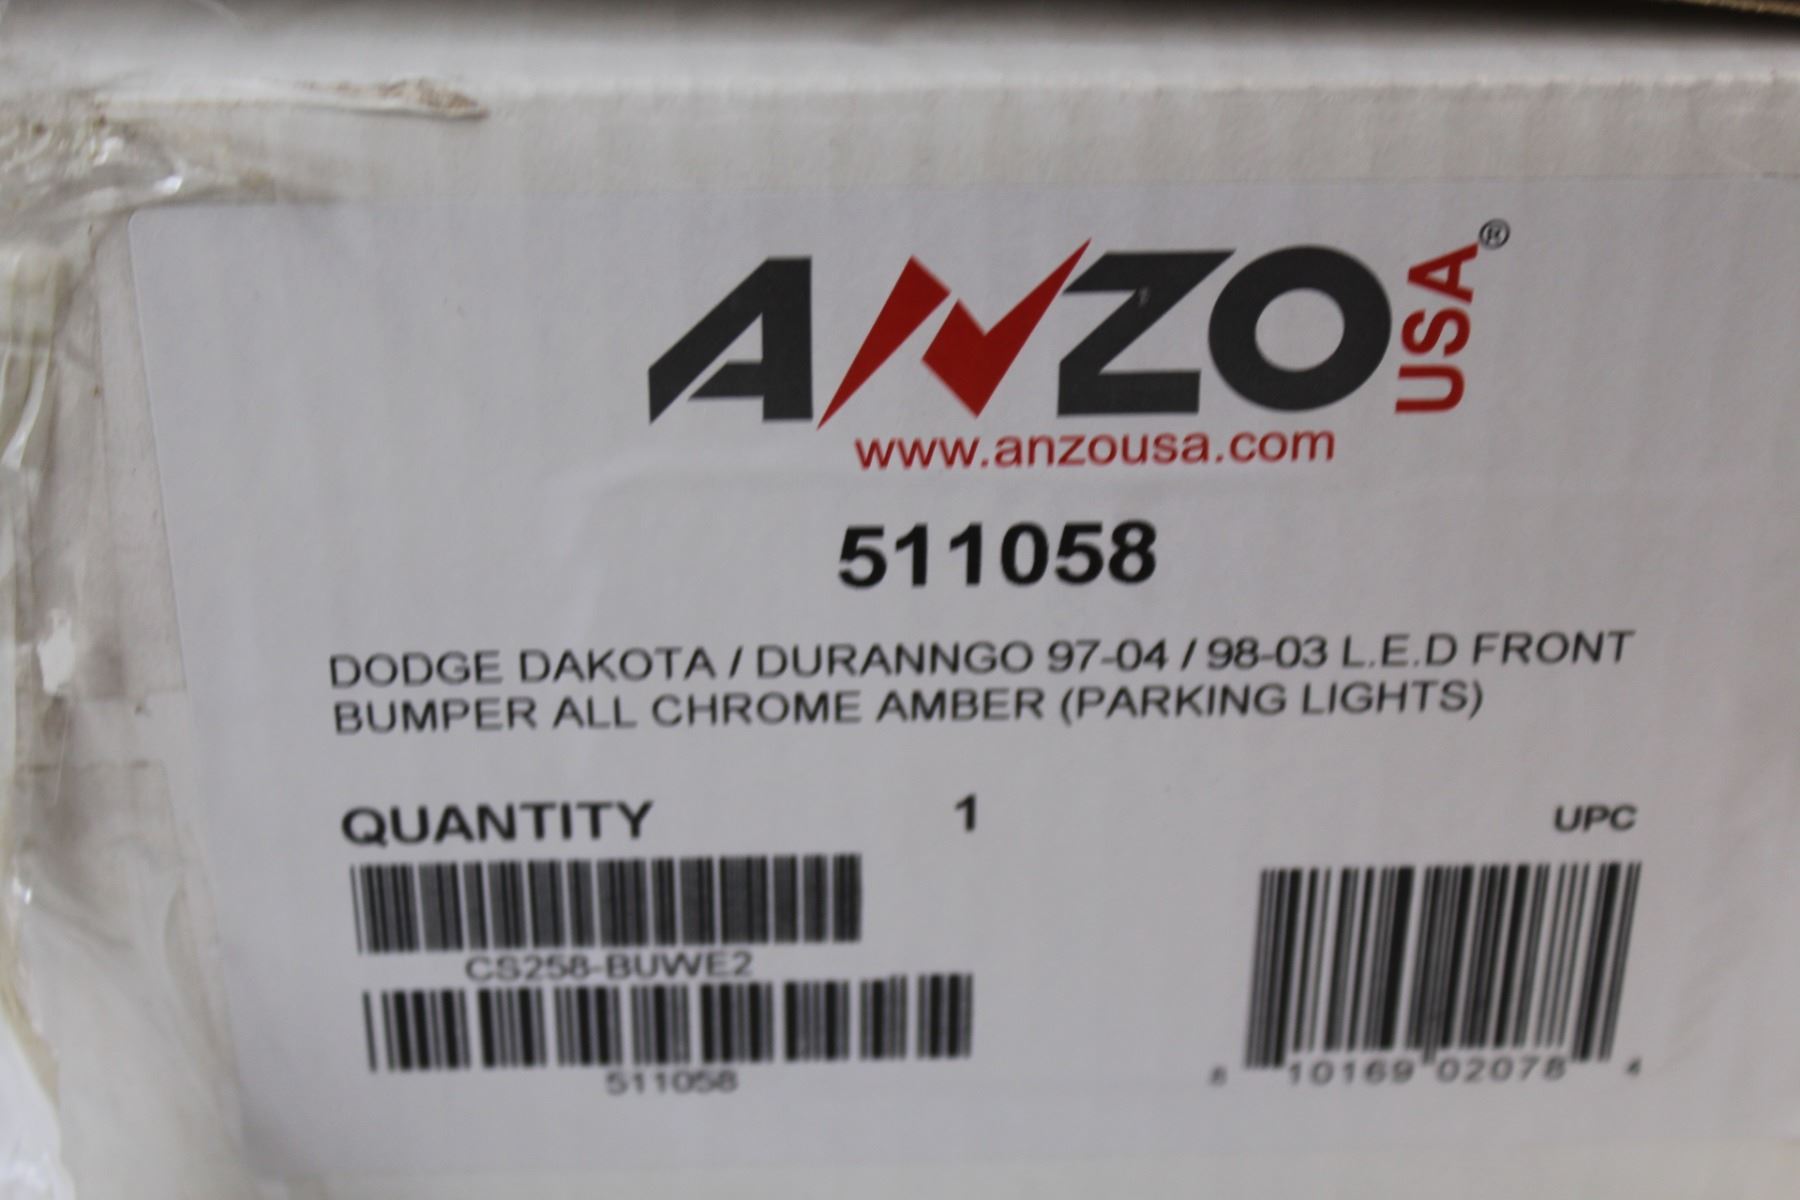 ANZO USA®
www.anzousa.com
511058
DODGE DAKOTA / DURANNGO 97-04 / 98-03 L.E.D FRONT
BUMPER ALL CHROME AMBER (PARKING LIGHTS)
QUANTITY 1 UPC
CS258-BUWE2
511058
8 10169 02078 4